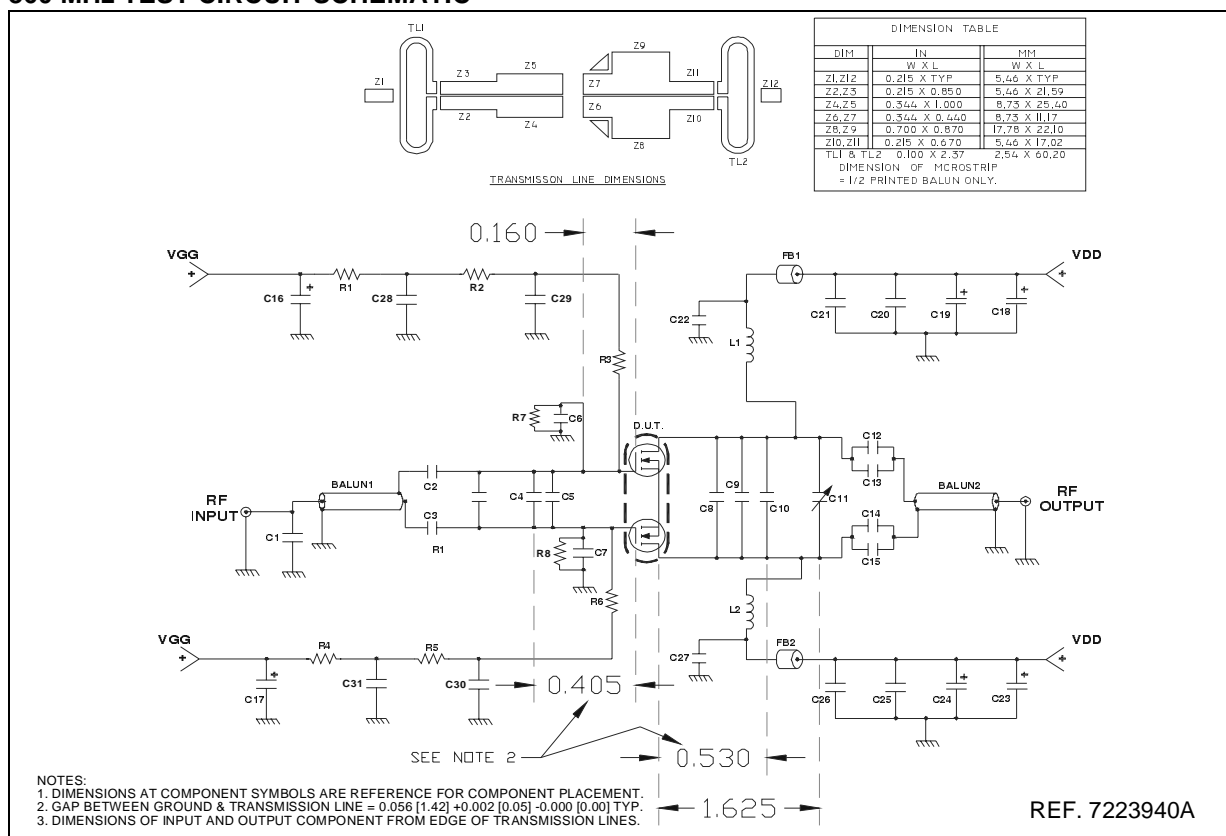 TL1
Z9
Z3
Z5
Z7
Z11
Z1
Z12
Z2
Z6
Z4
Z10
Z8
TL2
TRANSMISSON LINE DIMENSIONS
DIMENSION TABLE
DIM IN MM
W X L W X L
Z1,Z12 0.215 X TYP 5,46 X TYP
Z2,Z3 0.215 X 0.850 5,46 X 21,59
Z4,Z5 0.344 X 1.000 8,73 X 25,40
Z6,Z7 0.344 X 0.440 8,73 X 11,17
Z8,Z9 0.700 X 0.870 17,78 X 22,10
Z10,Z11 0.215 X 0.670 5,46 X 17,02
TL1 & TL2 0.100 X 2.37 2,54 X 60,20
DIMENSION OF MCROSTRIP
= 1/2 PRINTED BALUN ONLY.
0.160
VGG
+
C16
+
R1
C28
R2
C29
R3
FB1
VDD
+
C22
L1
C21
C20
C19
+
C18
+
R7
C6
D.U.T.
RF
INPUT
C1
BALUN1
C2
C3
R1
C4
C5
R8
C7
R6
C8
C9
C10
C11
C12
C13
C14
C15
BALUN2
RF
OUTPUT
VGG
+
C17
+
R4
C31
R5
C30
L2
C27
FB2
VDD
+
C26
C25
C24
+
C23
+
0.405
SEE NOTE 2
0.530
1.625
NOTES:
1. DIMENSIONS AT COMPONENT SYMBOLS ARE REFERENCE FOR COMPONENT PLACEMENT.
2. GAP BETWEEN GROUND & TRANSMISSION LINE = 0.056 [1.42] +0.002 [0.05] -0.000 [0.00] TYP.
3. DIMENSIONS OF INPUT AND OUTPUT COMPONENT FROM EDGE OF TRANSMISSION LINES.
REF. 7223940A